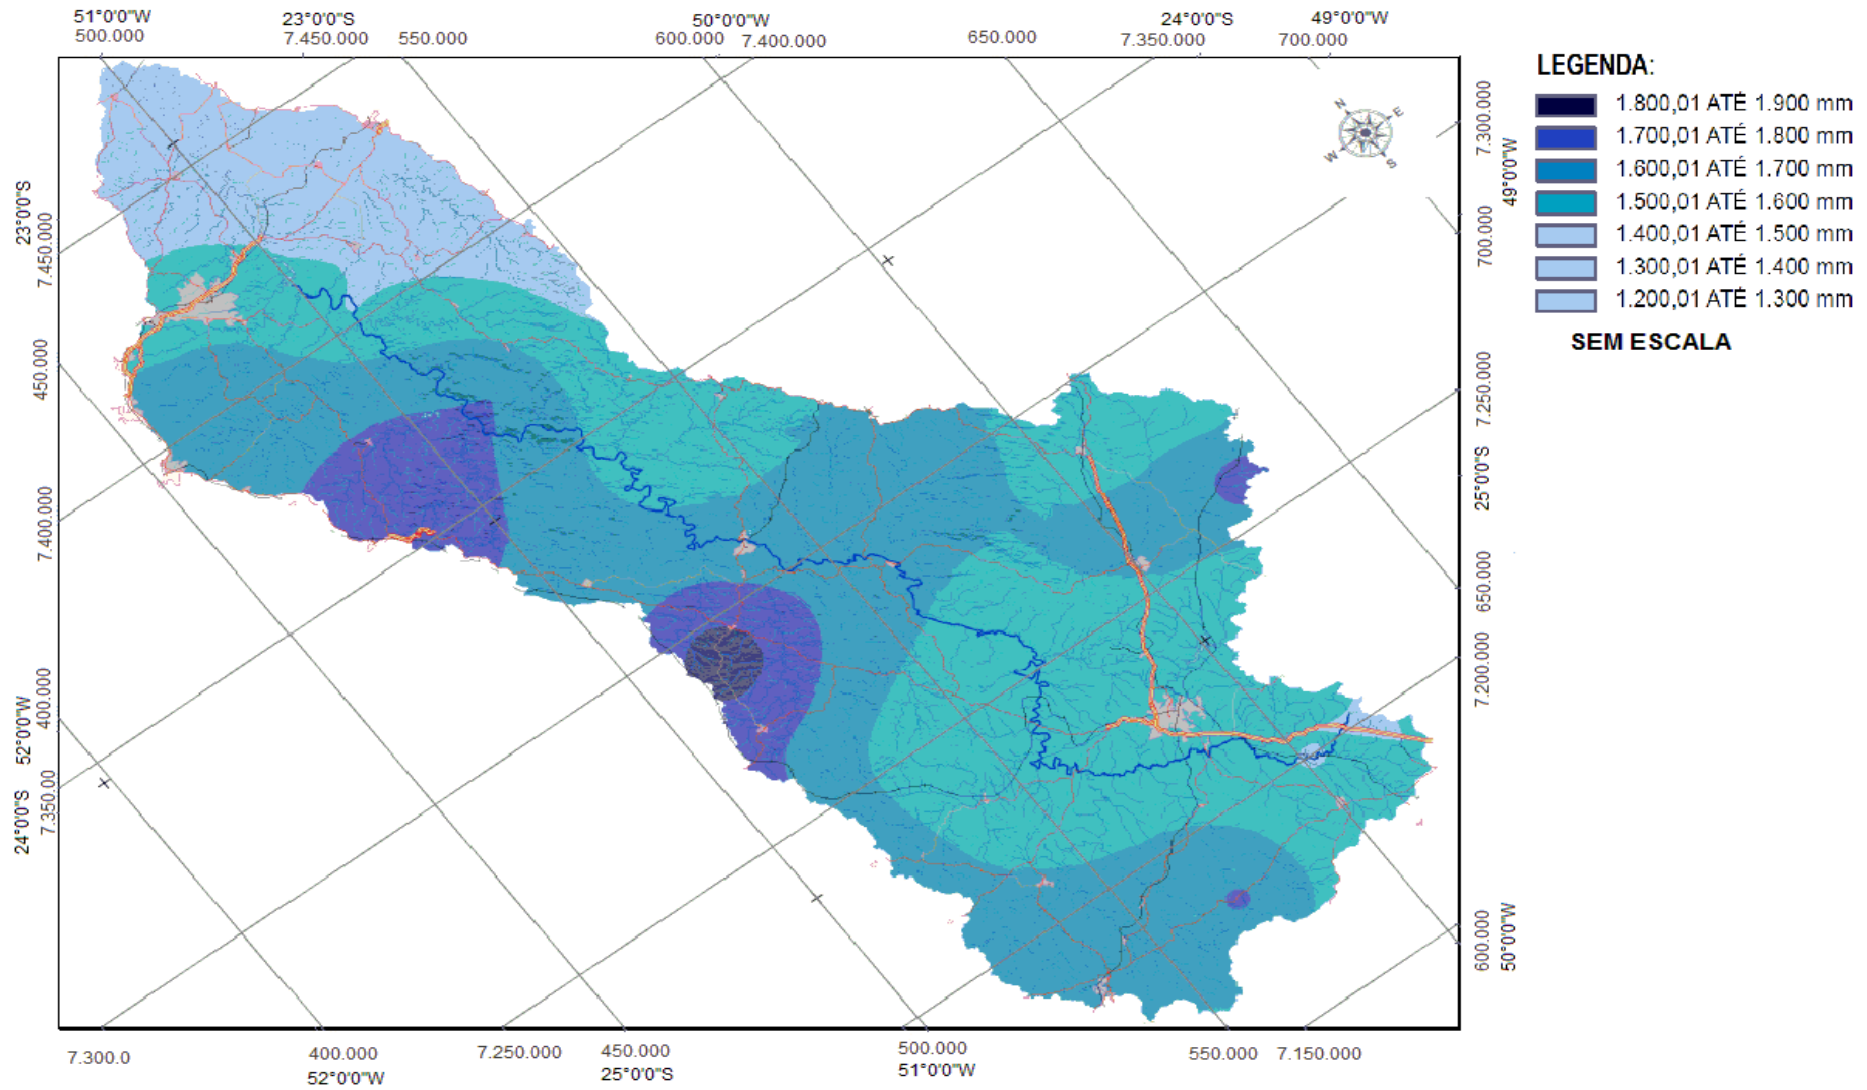 51°0'0"W
23°0'0"S
50°0'0"W
24°0'0"S
49°0'0"W
500.000
7.450.000
550.000
600.000
7.400.000
650.000
7.350.000
700.000
LEGENDA:
1.800,01 ATÉ 1.900 mm
1.700,01 ATÉ 1.800 mm
1.600,01 ATÉ 1.700 mm
1.500,01 ATÉ 1.600 mm
1.400,01 ATÉ 1.500 mm
1.300,01 ATÉ 1.400 mm
1.200,01 ATÉ 1.300 mm
SEM ESCALA
N
E
W
S
7.300.000
49°0'0"W
700.000
7.250.000
25°0'0"S
650.000
7.200.000
600.000
50°0'0"W
23°0'0"S
7.450.000
450.000
7.400.000
400.000
52°0'0"W
7.350.000
24°0'0"S
7.300.0
400.000
52°0'0"W
7.250.000
450.000
25°0'0"S
500.000
51°0'0"W
550.000
7.150.000